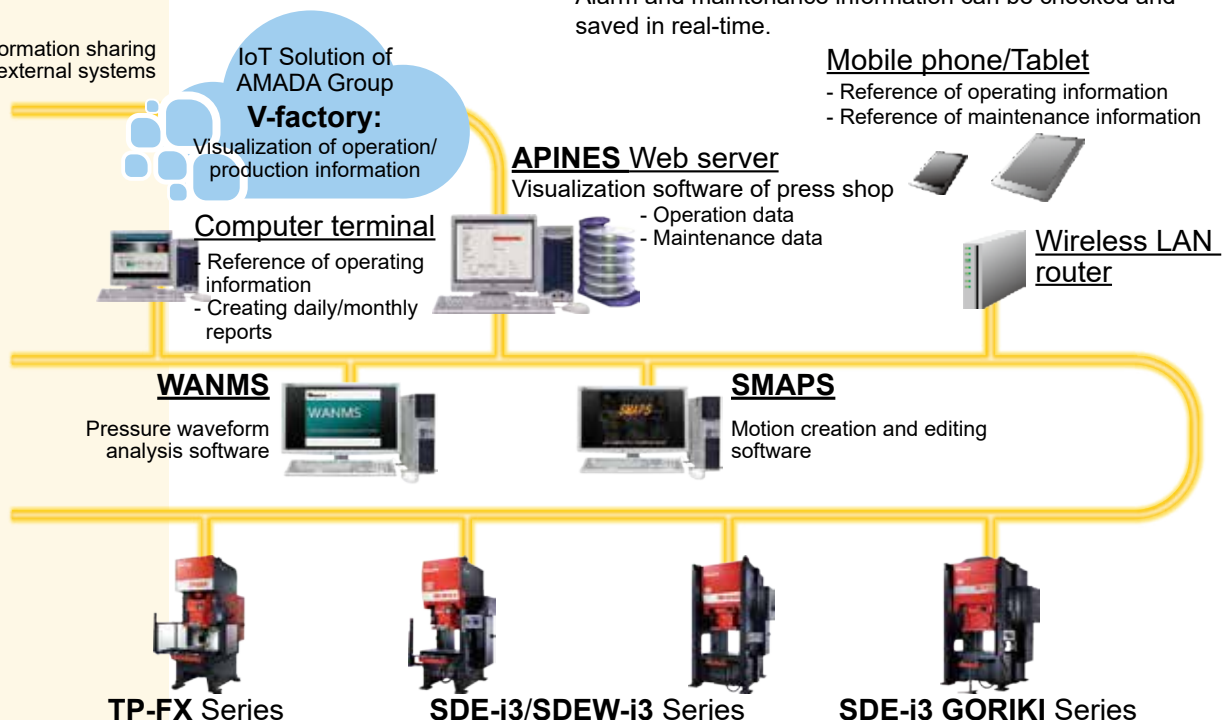 Alarm and maintenance information can be checked and
saved in real-time.
ormation sharing
external systems
IoT Solution of
AMADA Group
V-factory:
Visualization of operation/
production information
Mobile phone/Tablet
- Reference of operating information
- Reference of maintenance information
APINES Web server
Visualization software of press shop
- Operation data
- Maintenance data
Computer terminal
- Reference of operating
information
- Creating daily/monthly
reports
Wireless LAN
router
WANMS
Pressure waveform
analysis software
WANMS
SMAPS
SMAPS
Motion creation and editing
software
TP-FX Series
SDE-i3/SDEW-i3 Series
SDE-i3 GORIKI Series